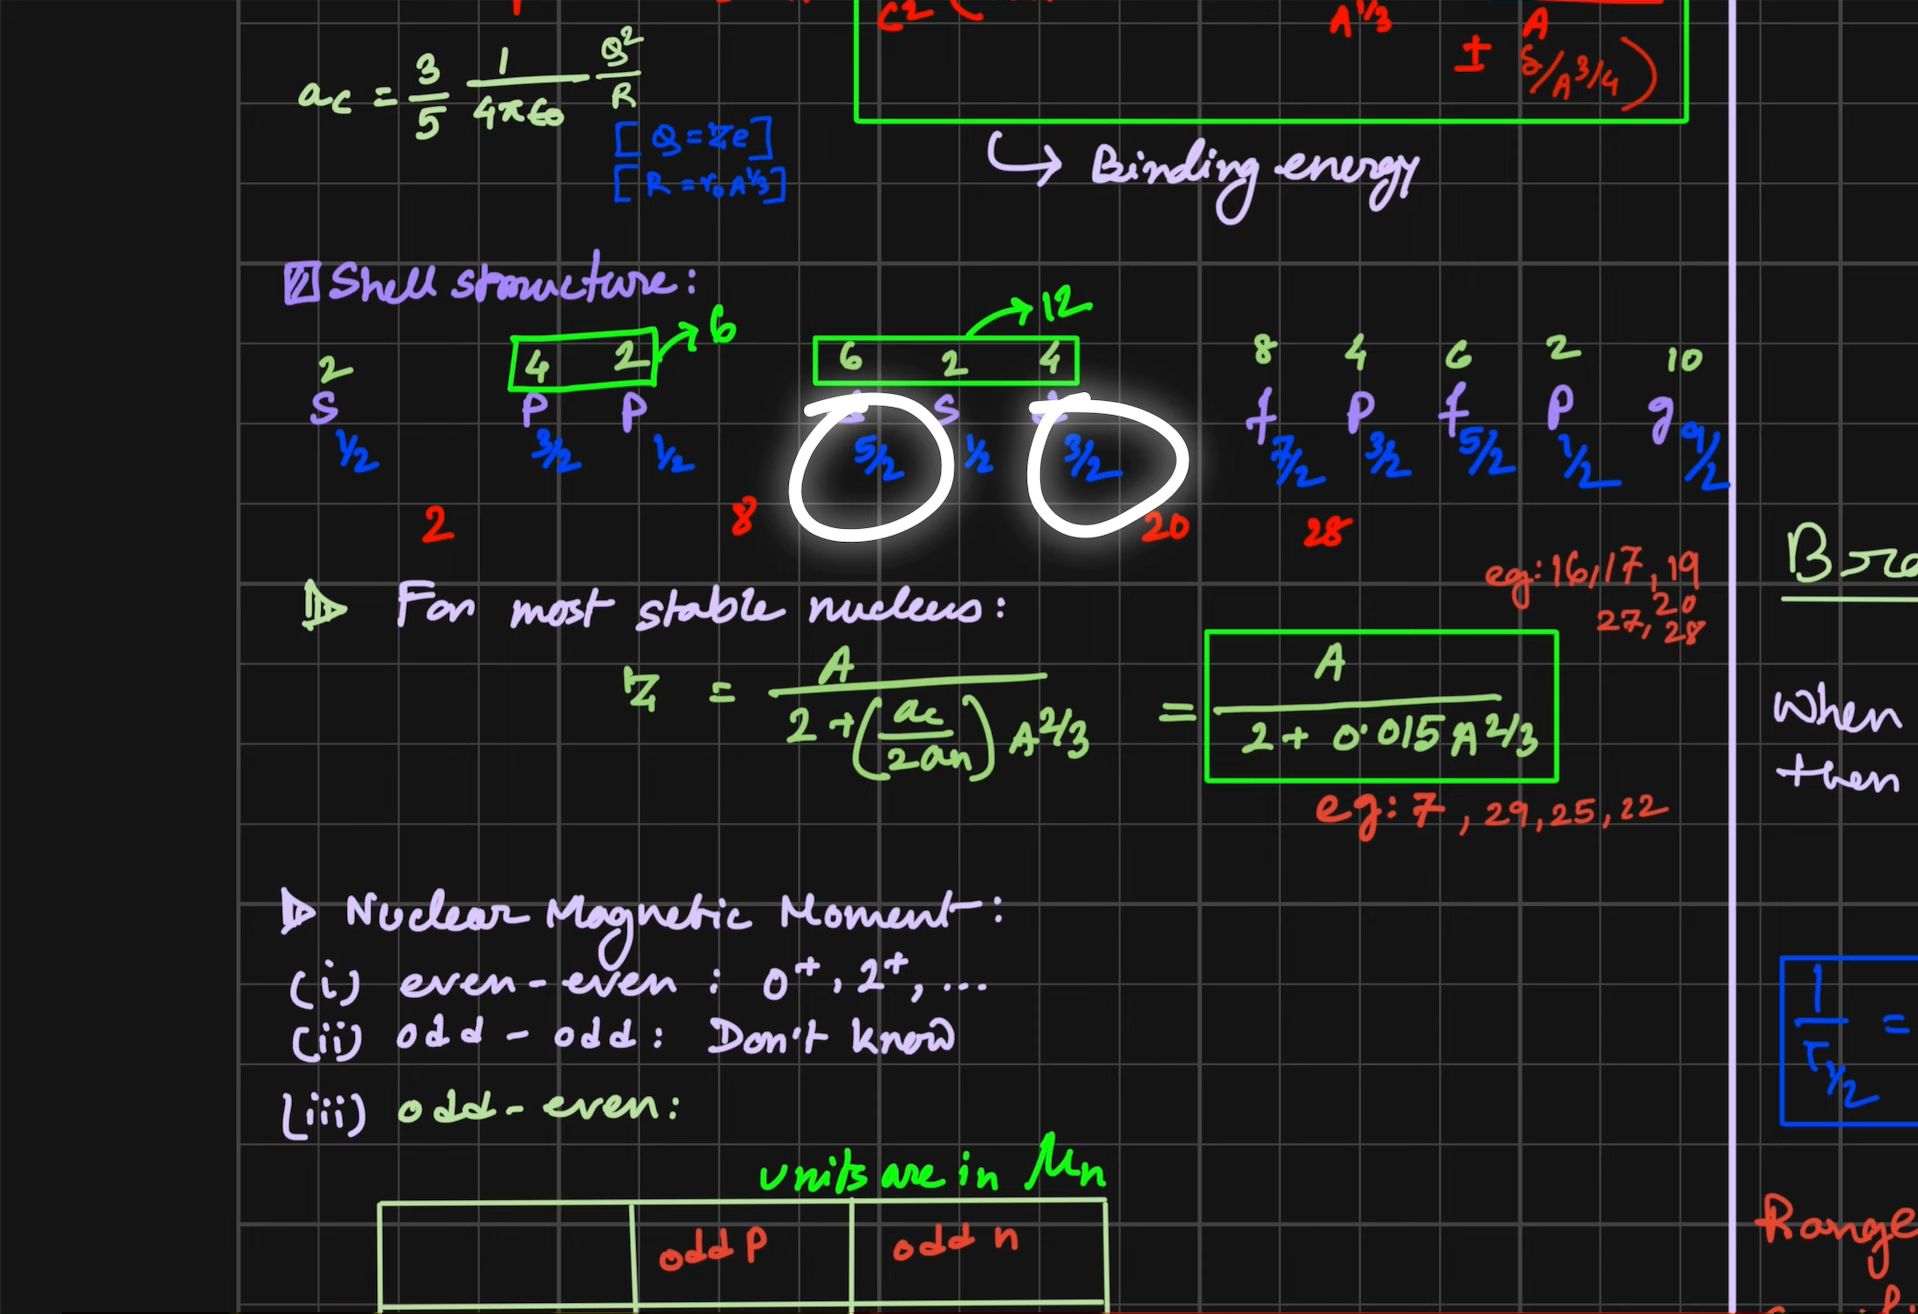 C2 (
A^1/3
A
± δ/A^3/4 )
ac = 3/5 1/4πε0 Q²/R
[ Q = Ze ]
[ R = r0 A^1/3 ]
↳ Binding energy
Shell structure:
→ 6
→ 12
2 4 2 6 2 4 8 4 6 2 10
S 1/2 P 3/2 P 1/2 5/2 S 1/2 3/2 f 7/2 P 3/2 f 5/2 P 1/2 g 9/2
2 8 20 28
eg: 16, 17, 19
20
27, 28
For most stable nucleus:
Z = A / 2 + (ac/2an) A^2/3 = A / 2 + 0.015 A^2/3
eg: 7, 29, 25, 22
Nuclear Magnetic Moment:
(i) even - even : 0+, 2+, ...
(ii) odd - odd : Don't know
(iii) odd - even :
units are in μn
odd P odd n
when
then
1/τ1/2 =
Range